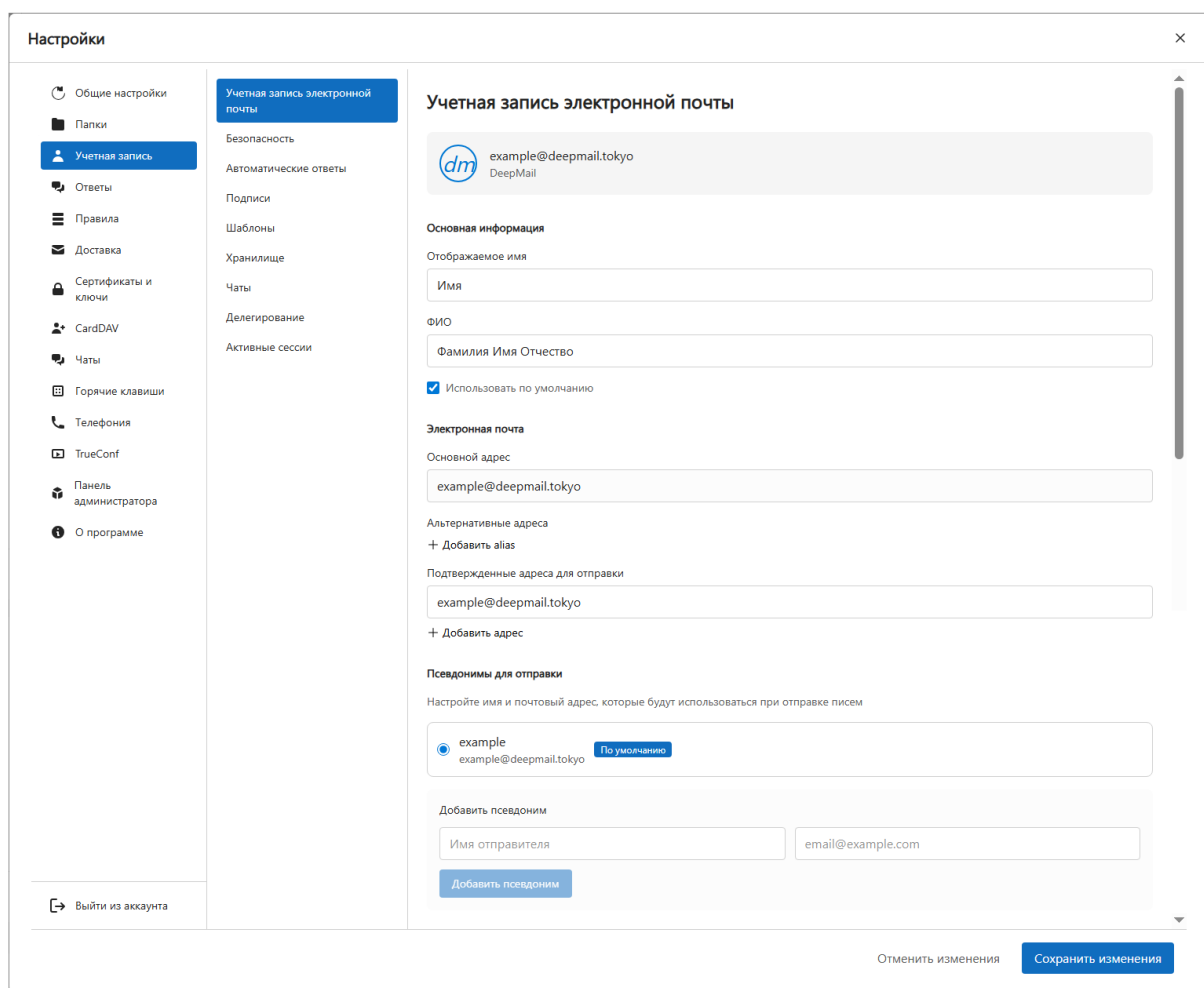 Настройки
Общие настройки
Папки
Учетная запись
Ответы
Правила
Доставка
Сертификаты и
ключи
CardDAV
Чаты
Горячие клавиши
Телефония
TrueConf
Панель
администратора
О программе
Выйти из аккаунта
Учетная запись электронной
почты
Безопасность
Автоматические ответы
Подписи
Шаблоны
Хранилище
Чаты
Делегирование
Активные сессии
Учетная запись электронной почты
dm
example@deepmail.tokyo
DeepMail
Основная информация
Отображаемое имя
Имя
ФИО
Фамилия Имя Отчество
Использовать по умолчанию
Электронная почта
Основной адрес
example@deepmail.tokyo
Альтернативные адреса
+ Добавить alias
Подтвержденные адреса для отправки
example@deepmail.tokyo
+ Добавить адрес
Псевдонимы для отправки
Настройте имя и почтовый адрес, которые будут использоваться при отправке писем
example
example@deepmail.tokyo
По умолчанию
Добавить псевдоним
Имя отправителя
email@example.com
Добавить псевдоним
Отменить изменения
Сохранить изменения